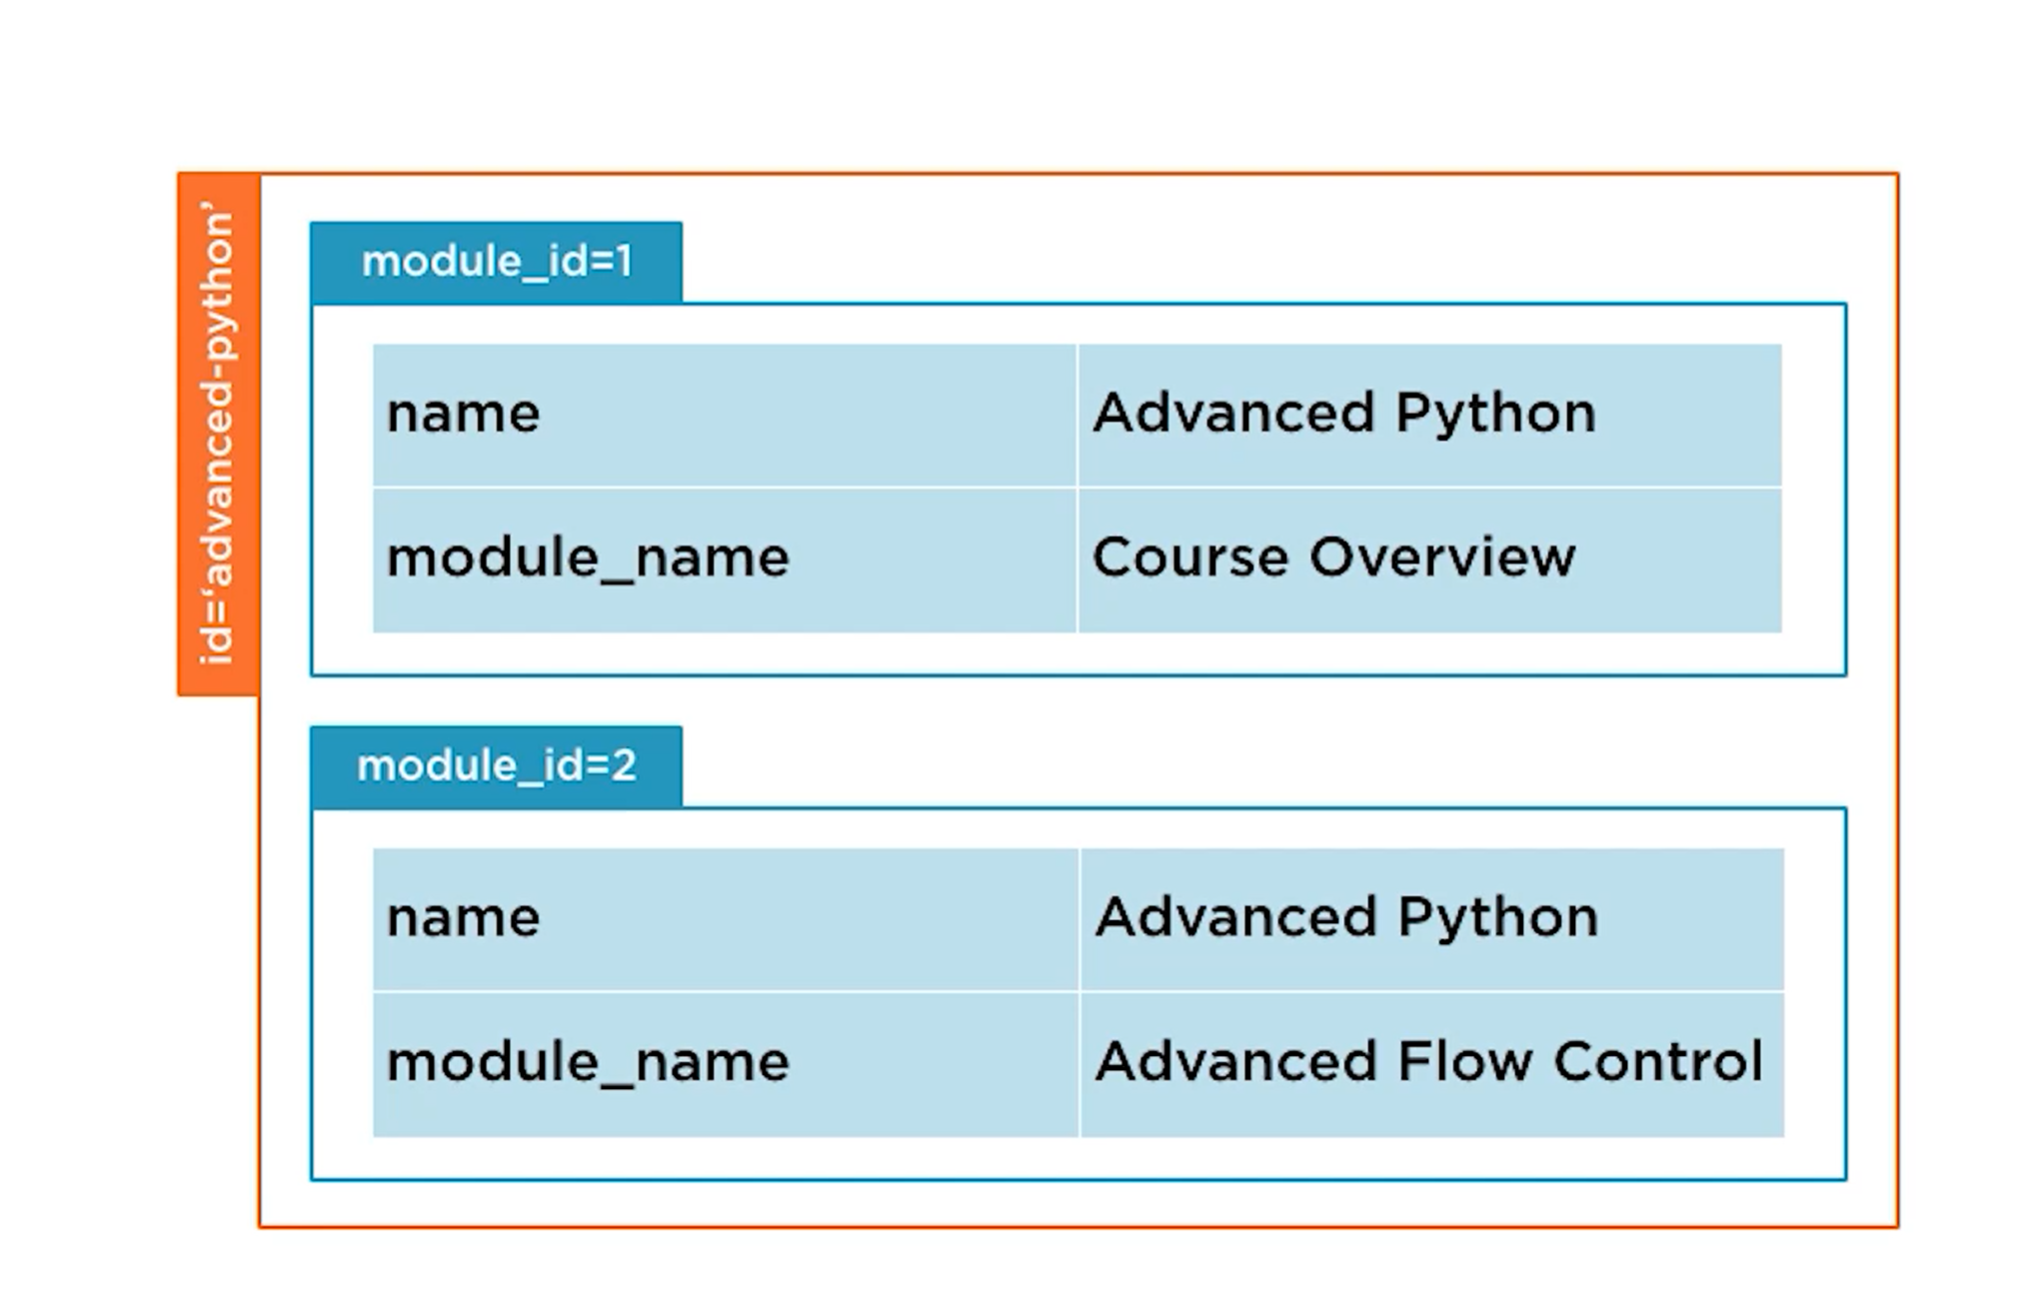 id=‘advanced-python’
module_id=1
name Advanced Python
module_name Course Overview
module_id=2
name Advanced Python
module_name Advanced Flow Control